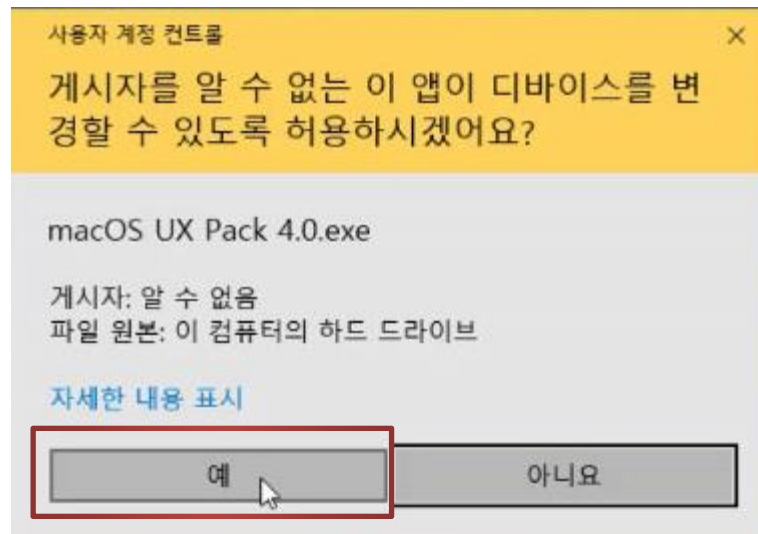 사용자 계정 컨트롤
게시자를 알 수 없는 이 앱이 디바이스를 변
경할 수 있도록 허용하시겠어요?
macOS UX Pack 4.0.exe
게시자: 알 수 없음
파일 원본: 이 컴퓨터의 하드 드라이브
자세한 내용 표시
예
아니요